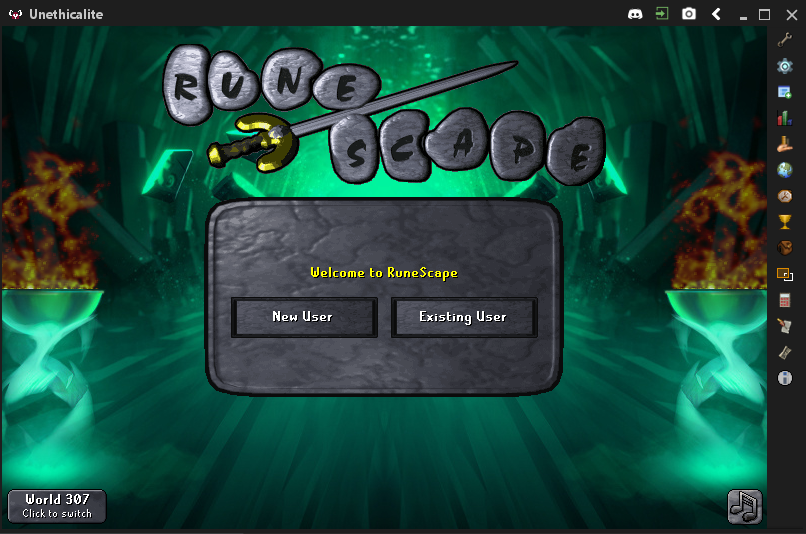 Unethicalite
RUNE
SCAPE
Welcome to RuneScape
New User
Existing User
World 307
Click to switch